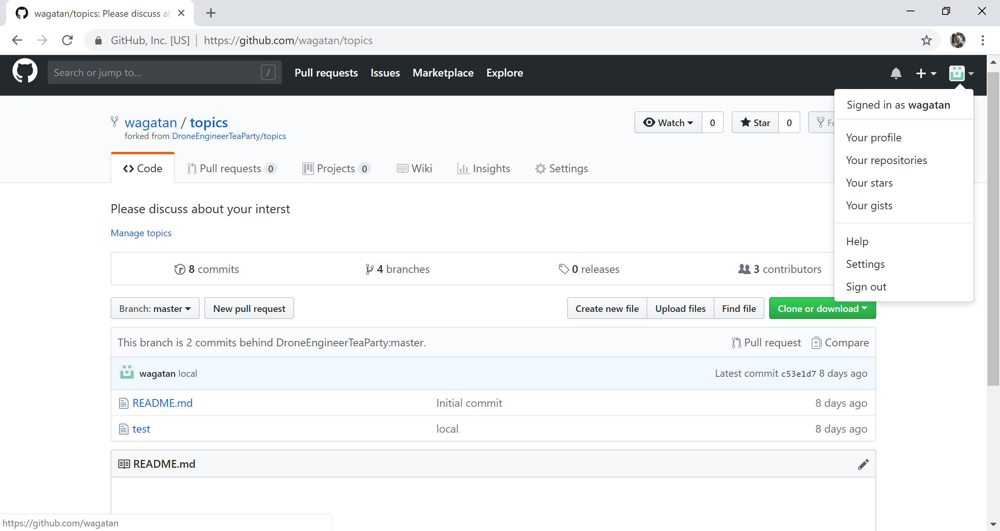 wagatan/topics: Please discuss ab
GitHub, Inc. [US] https://github.com/wagatan/topics
Search or jump to... / Pull requests Issues Marketplace Explore
Signed in as wagatan
Your profile
Your repositories
Your stars
Your gists
Help
Settings
Sign out
wagatan / topics
forked from DroneEngineerTeaParty/topics
Watch 0 Star 0 Fo
Code Pull requests 0 Projects 0 Wiki Insights Settings
Please discuss about your interst
Manage topics
8 commits 4 branches 0 releases 3 contributors
Branch: master New pull request Create new file Upload files Find file Clone or download
This branch is 2 commits behind DroneEngineerTeaParty:master. Pull request Compare
wagatan local Latest commit c53e1d7 8 days ago
README.md Initial commit 8 days ago
test local 8 days ago
README.md
https://github.com/wagatan